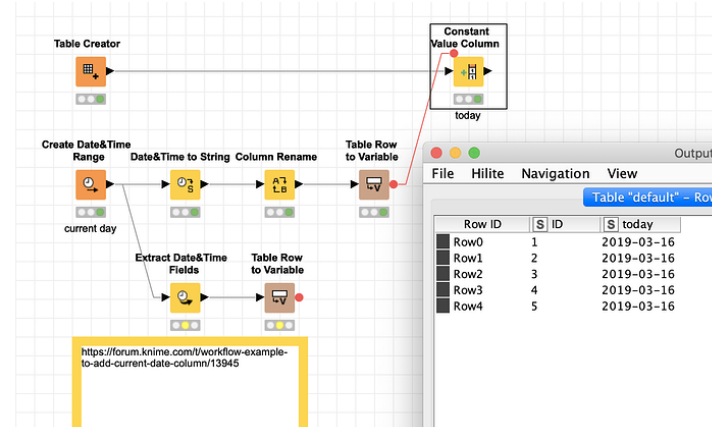 Constant
Value Column
Table Creator
today
Create Date&Time
Range
Date&Time to String
Column Rename
Table Row
to Variable
current day
Extract Date&Time
Fields
Table Row
to Variable
https://forum.knime.com/t/workflow-example-
to-add-current-date-column/13945
Outpu
File Hilite Navigation View
Table "default" - Rov
Row ID S ID S today
Row0 1 2019-03-16
Row1 2 2019-03-16
Row2 3 2019-03-16
Row3 4 2019-03-16
Row4 5 2019-03-16